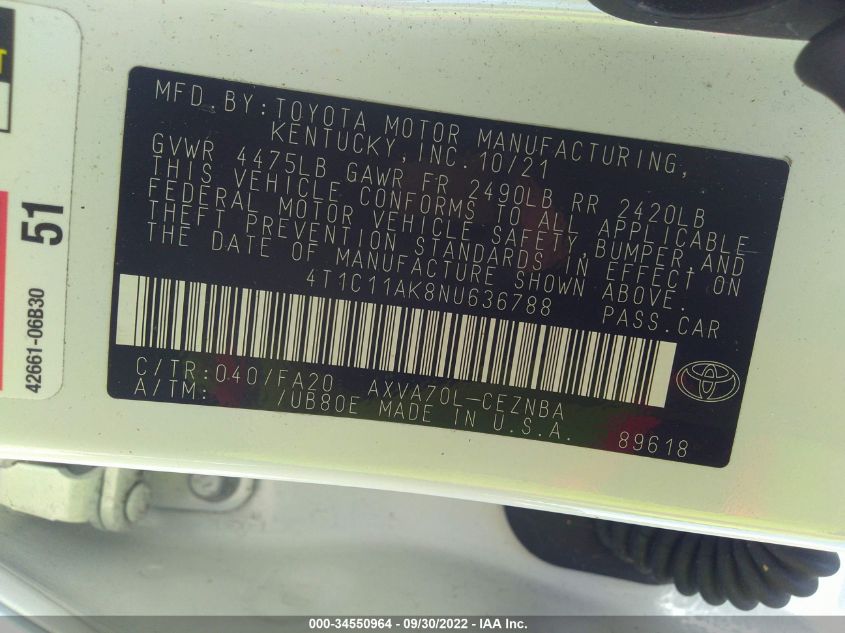 MFD.BY:TOYOTA MOTOR MANUFACTURING,
KENTUCKY,INC. 10/21
GVWR 4475LB GAWR FR 2490LB RR 2420LB
THIS VEHICLE CONFORMS TO ALL APPLICABLE
FEDERAL MOTOR VEHICLE SAFETY,BUMPER,AND
THEFT PREVENTION STANDARDS IN EFFECT ON
THE DATE OF MANUFACTURE SHOWN ABOVE.
4T1C11AK8NU636788 PASS.CAR
C/TR:040/FA20 AXVA70L-CEZNBA
A/TM: /UB80E MADE IN U.S.A. 89618
T
51
42661-06B30
000-34550964 - 09/30/2022 - IAA Inc.